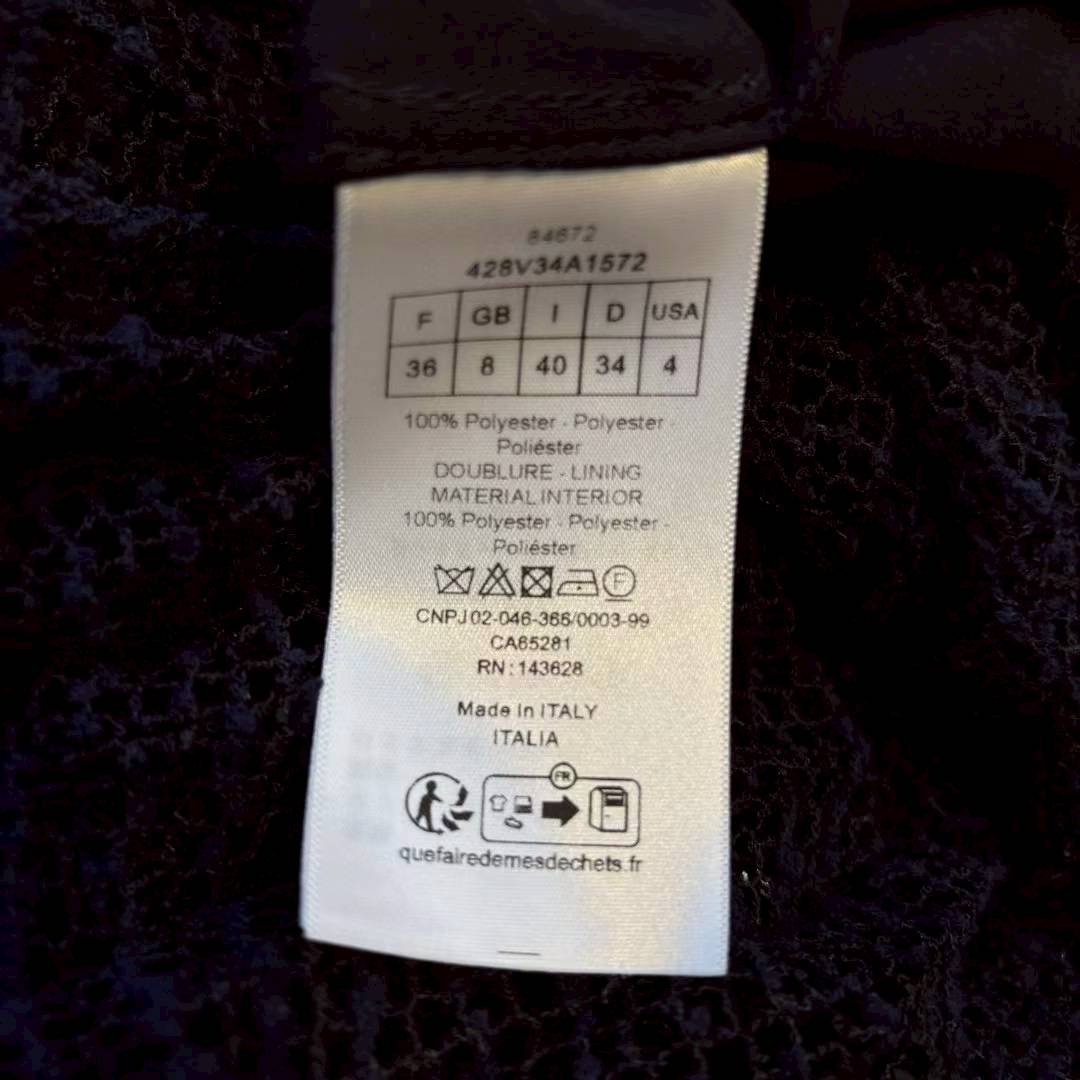 84672
428V34A1572
F GB I D USA
36 8 40 34 4
100% Polyester - Polyester -
Poliéster
DOUBLURE - LINING
MATERIAL INTERIOR
100% Polyester - Polyester -
Poliéster
F
CNPJ 02-046-366/0003-99
CA65281
RN : 143628
Made in ITALY
ITALIA
FR
quefairedemesdechets.fr